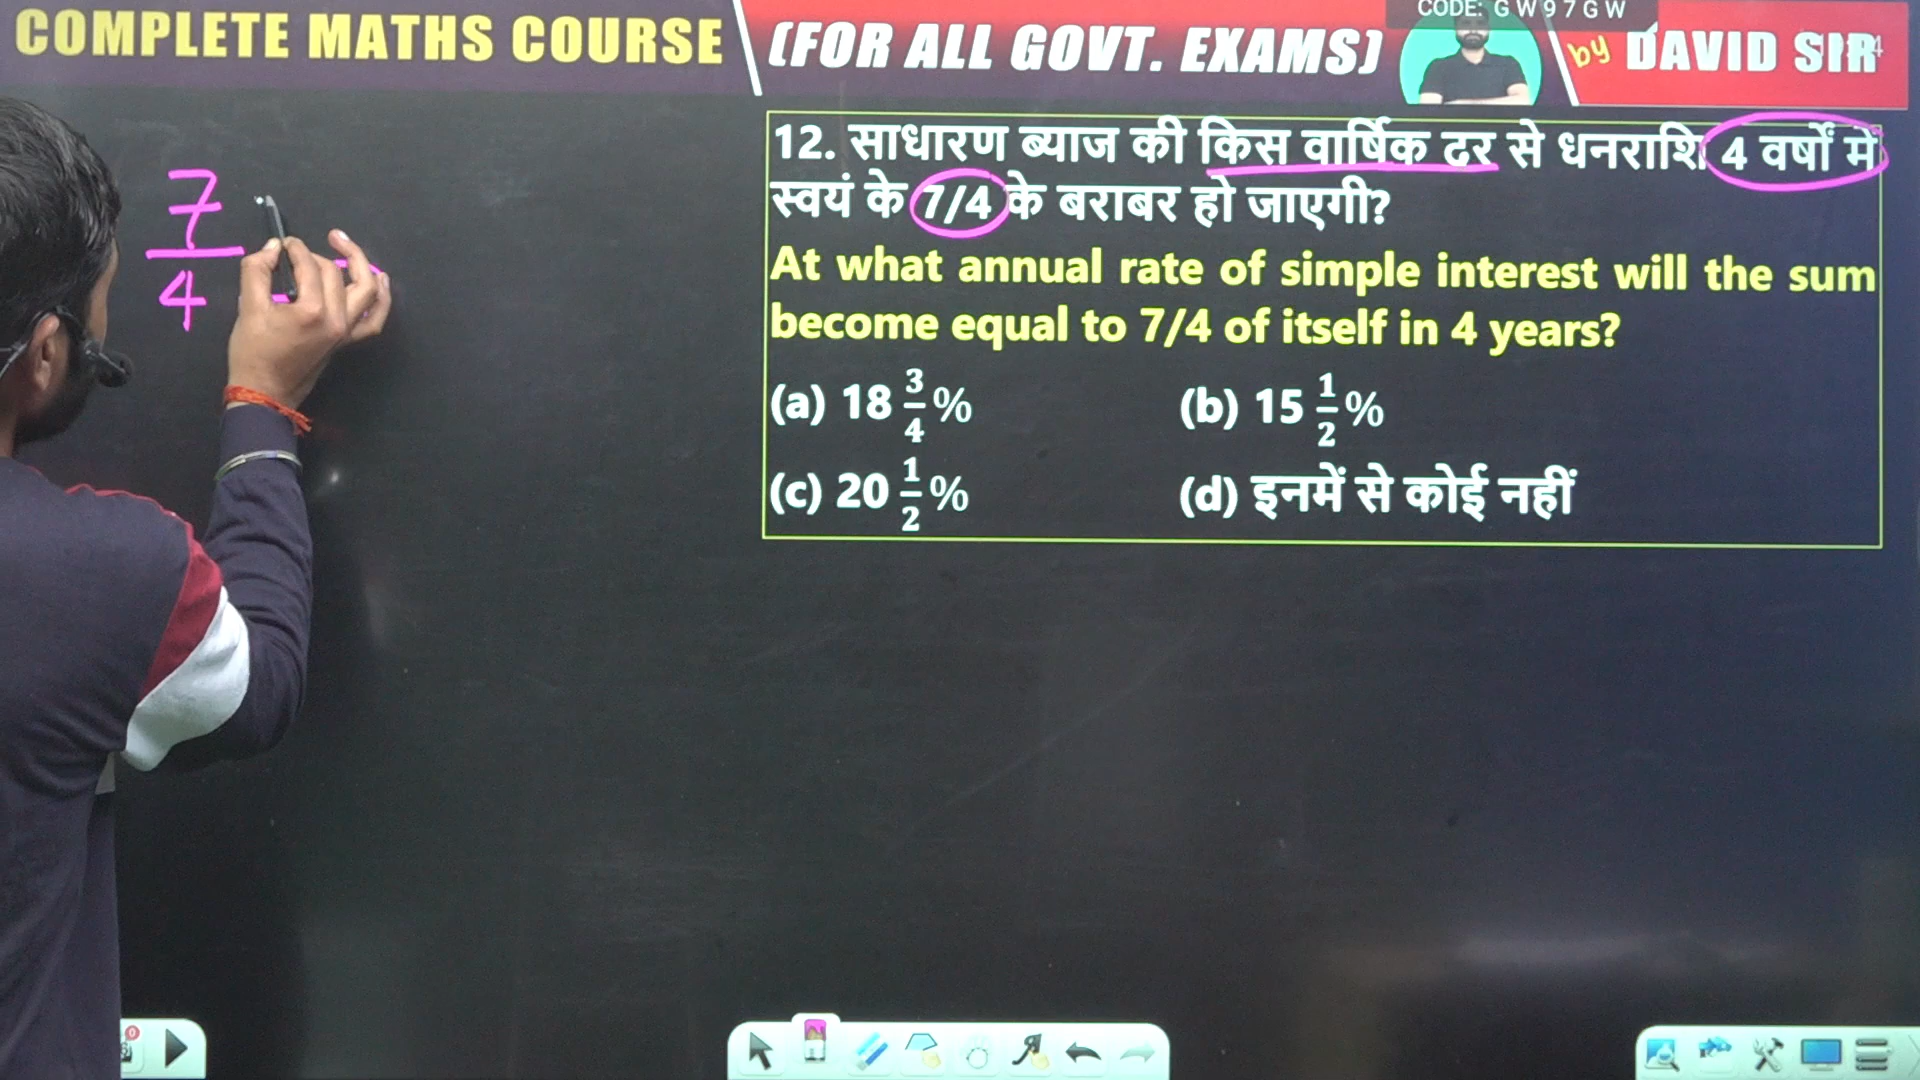 COMPLETE MATHS COURSE (FOR ALL GOVT. EXAMS) by DAVID SIR
CODE: GW97GW
12. साधारण ब्याज की किस वार्षिक दर से धनराशि 4 वर्षों में
स्वयं के 7/4 के बराबर हो जाएगी?
At what annual rate of simple interest will the sum
become equal to 7/4 of itself in 4 years?
(a) 18 3/4 % (b) 15 1/2 %
(c) 20 1/2 % (d) इनमें से कोई नहीं
7
4